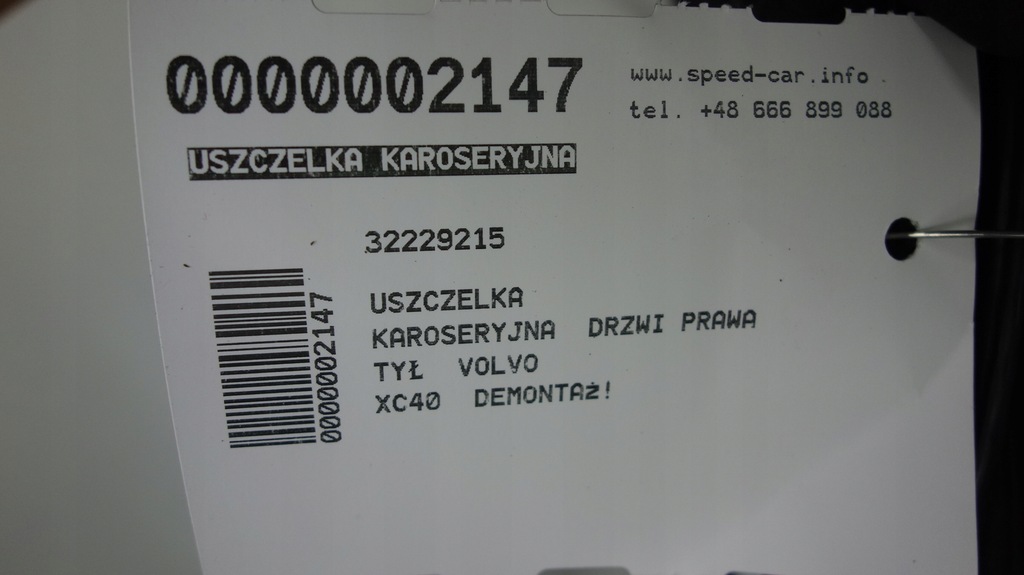 0000002147
www.speed-car.info
tel. +48 666 899 088
USZCZELKA KAROSERYJNA
32229215
0000002147
USZCZELKA
KAROSERYJNA DRZWI PRAWA
TYŁ VOLVO
XC40 DEMONTAż!